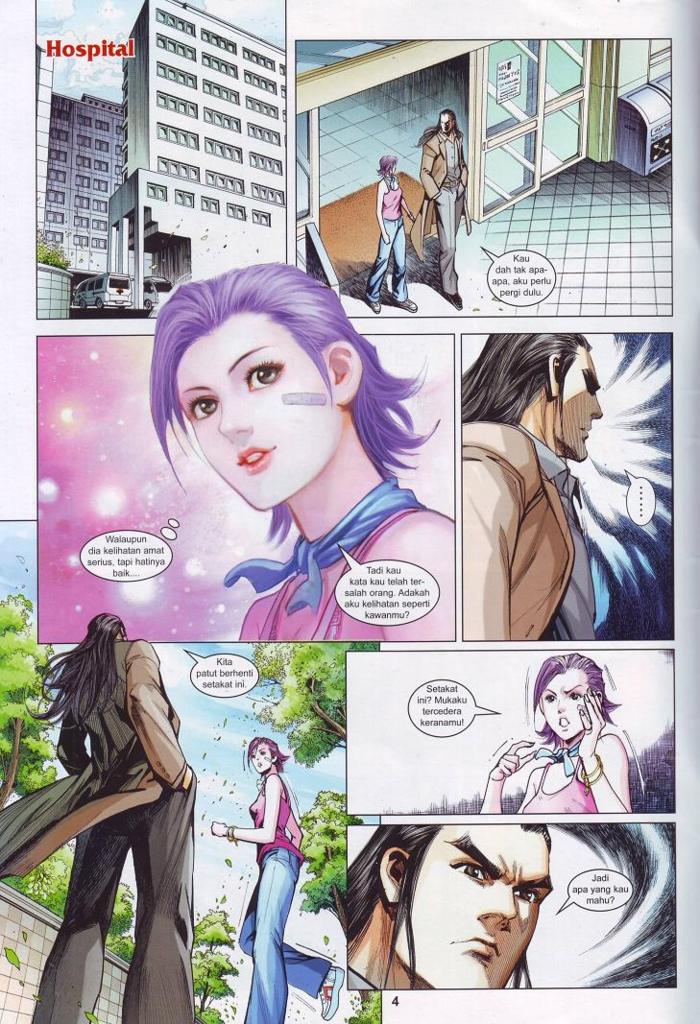 Hospital
Kau
dah tak apa-
apa, aku perlu
pergi dulu.
Walaupun
dia kelihatan amat
serius, tapi hatinya
baik....
Tadi kau
kata kau telah ter-
salah orang. Adakah
aku kelihatan seperti
kawanmu?
......
Kita
patut berhenti
setakat ini.
Setakat
ini? Mukaku
tercedera
keranamu!
Jadi
apa yang kau
mahu?
4